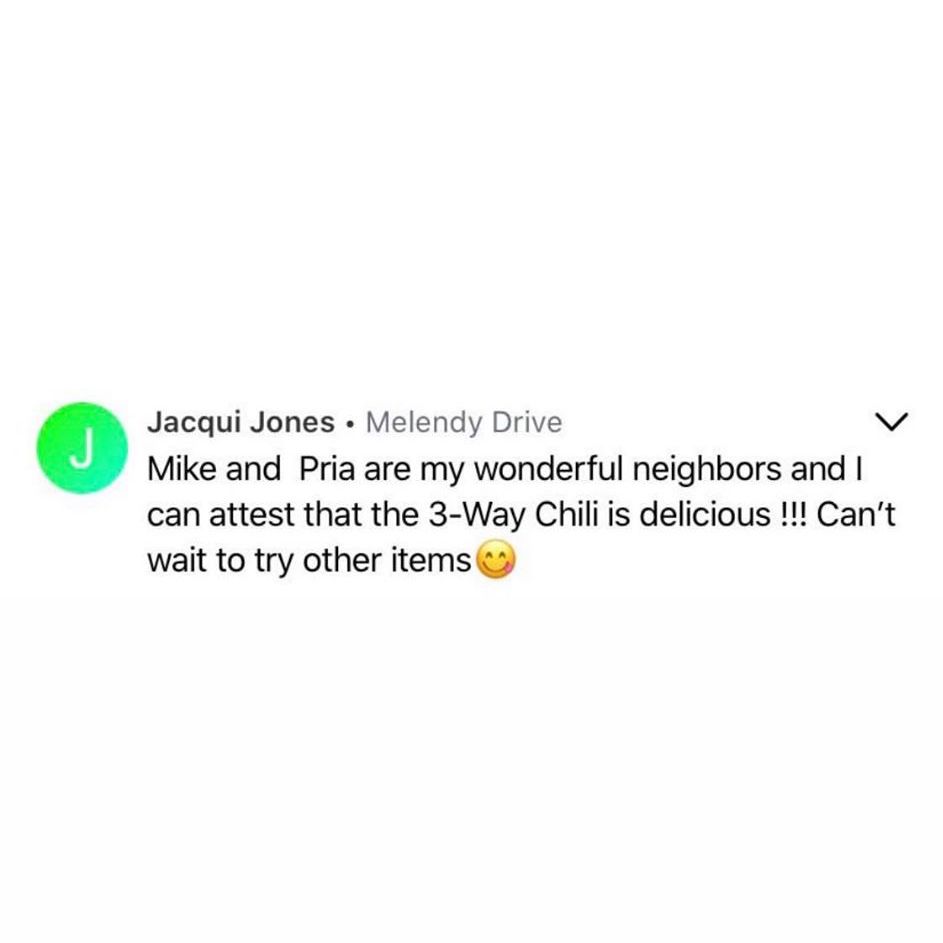 J
Jacqui Jones • Melendy Drive
Mike and  Pria are my wonderful neighbors and I
can attest that the 3-Way Chili is delicious !!! Can’t
wait to try other items😋